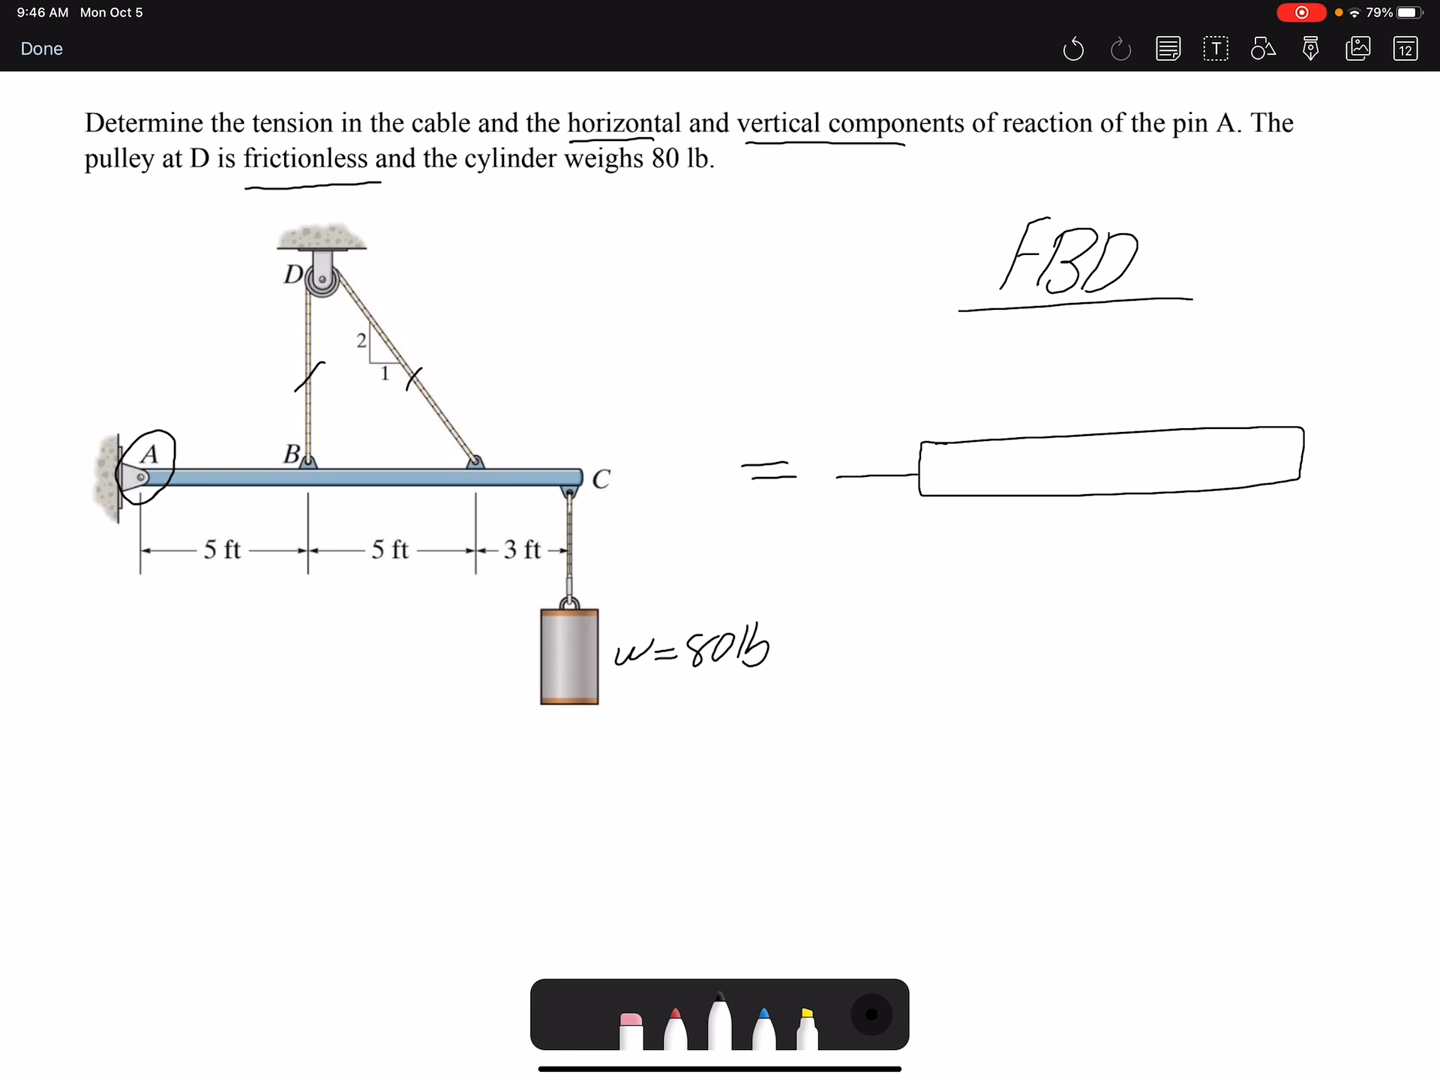 9:46 AM Mon Oct 5
79%
Done
T
12
Determine the tension in the cable and the horizontal and vertical components of reaction of the pin A. The
pulley at D is frictionless and the cylinder weighs 80 lb.
FBD
D
2
1
A
B
C
=
5 ft
5 ft
3 ft
w=80lb